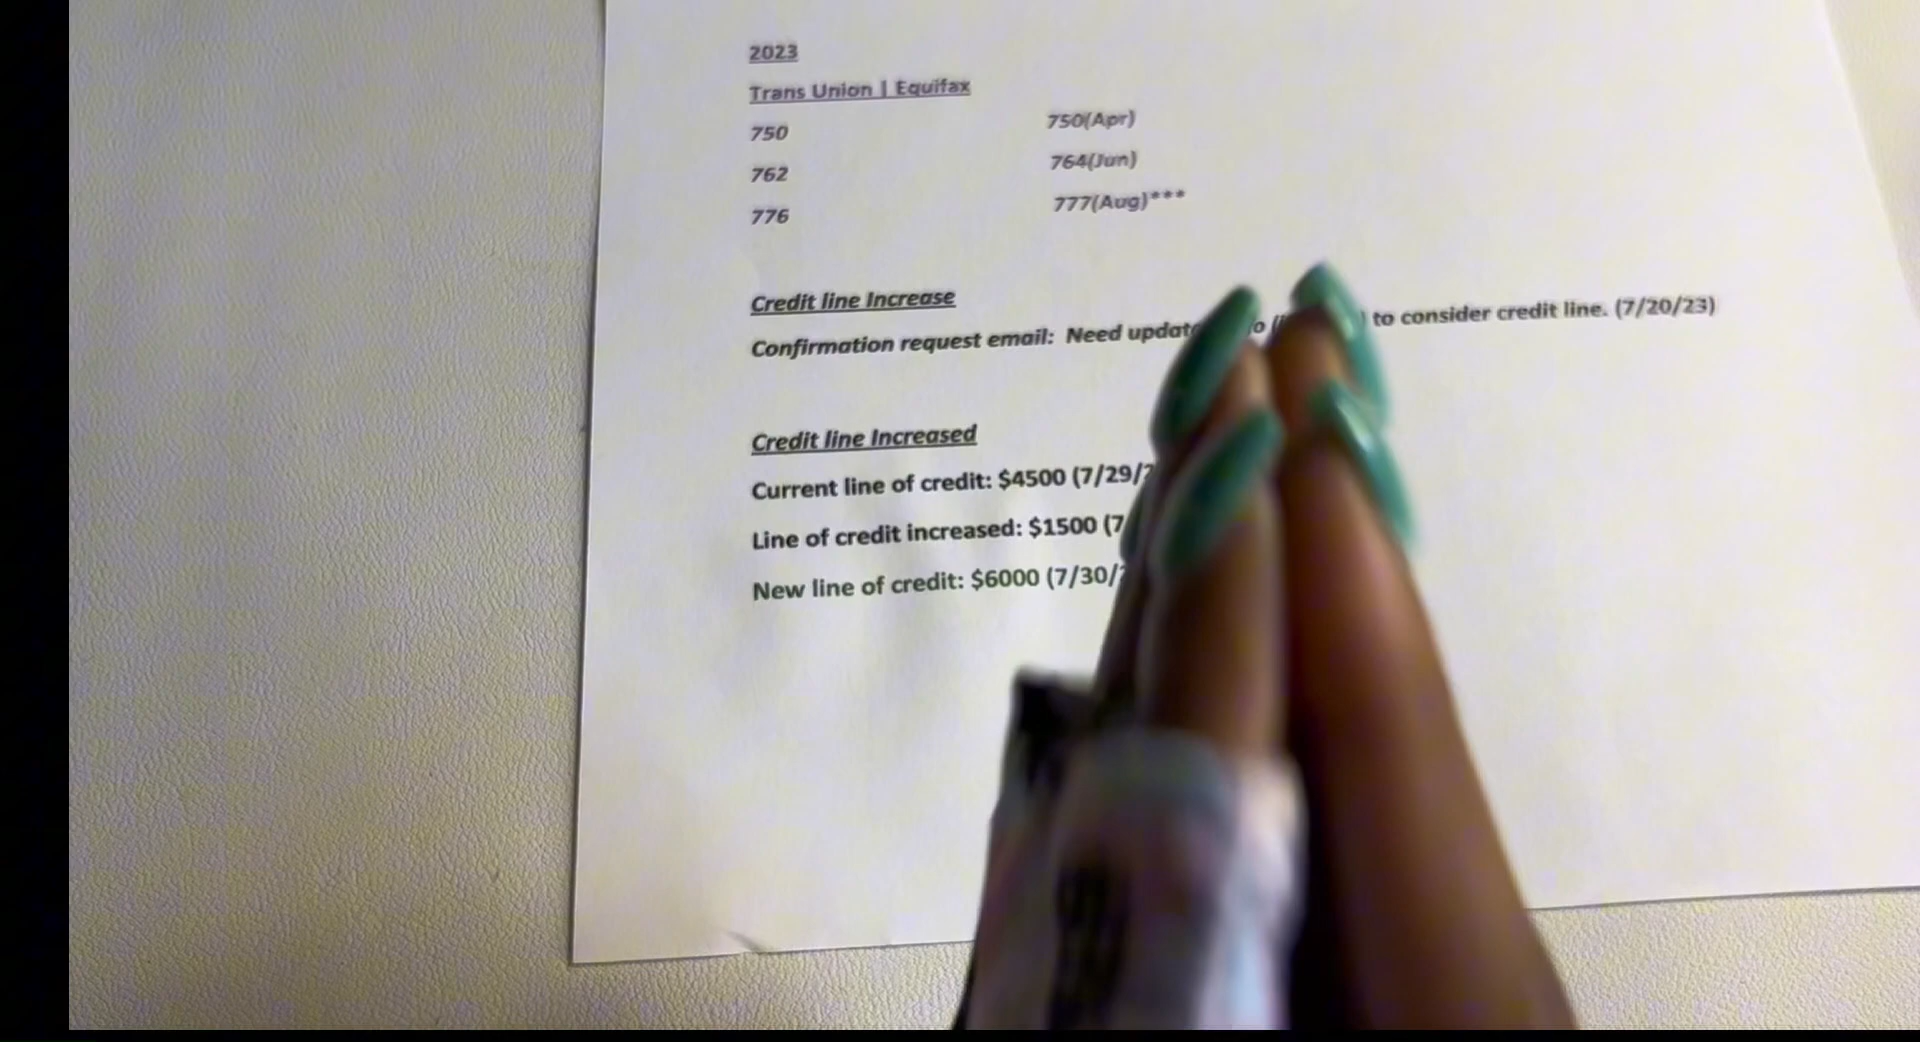 2023
Trans Union | Equifax
750 750(Apr)
762 764(Jun)
776 777(Aug)***
Credit line Increase
Confirmation request email: Need to consider credit line. (7/20/23)
Credit line Increased
Current line of credit: $4500 (7/29/
Line of credit increased: $1500 (7
New line of credit: $6000 (7/30/